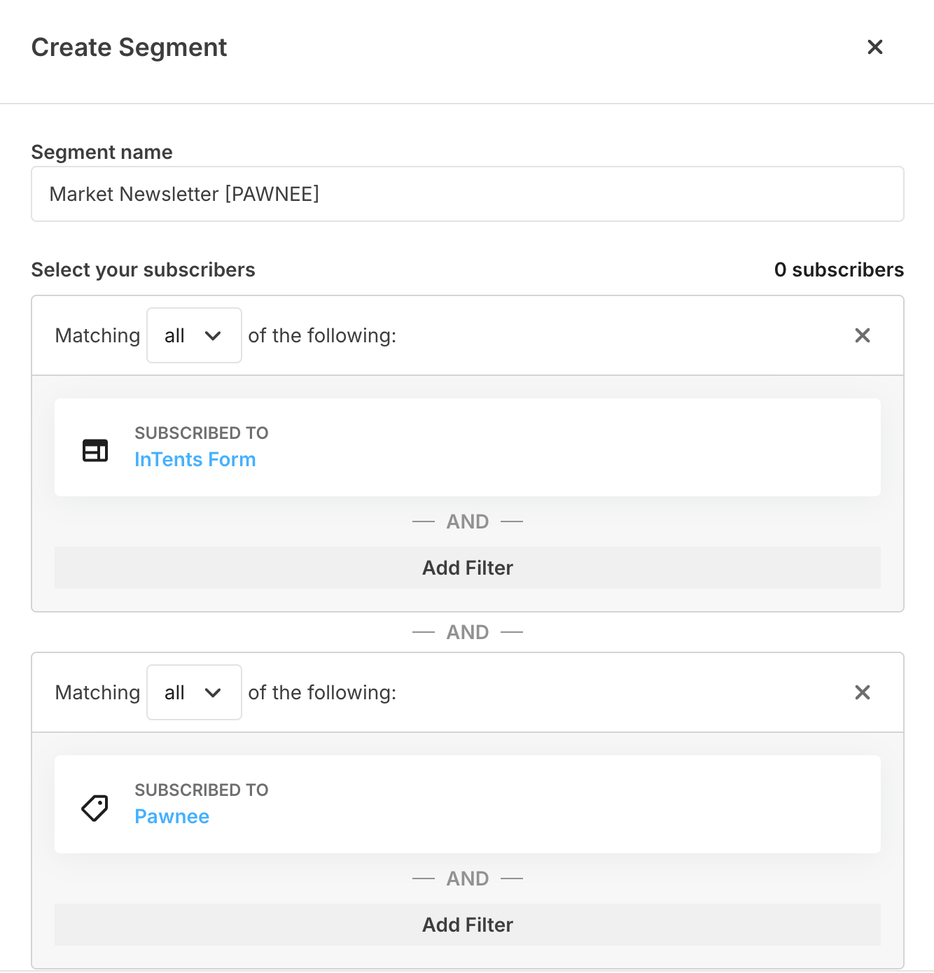 Create Segment
Segment name
Market Newsletter [PAWNEE]
Select your subscribers 0 subscribers
Matching all of the following:
SUBSCRIBED TO
InTents Form
AND
Add Filter
AND
Matching all of the following:
SUBSCRIBED TO
Pawnee
AND
Add Filter